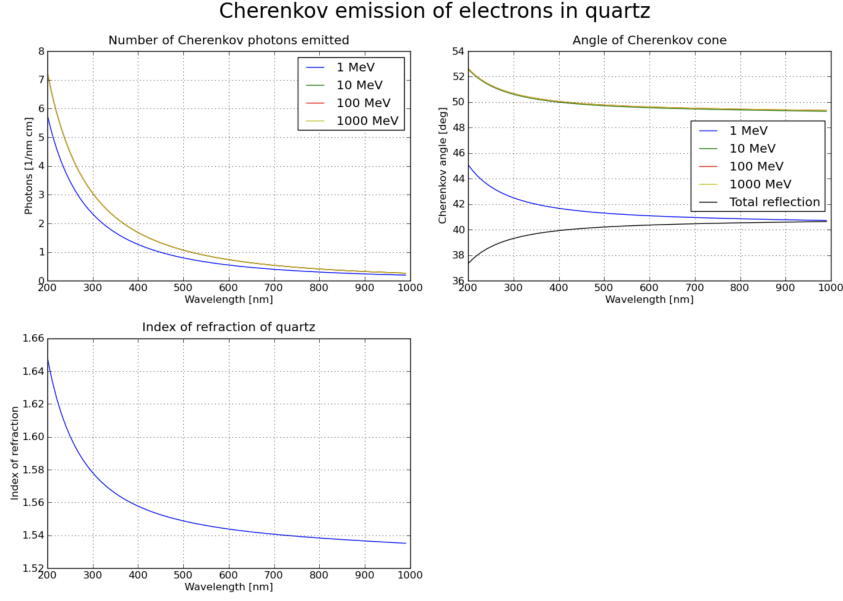 Cherenkov emission of electrons in quartz
Number of Cherenkov photons emitted
8
7
6
5
4
3
2
1
0
Photons [1/nm cm]
1 MeV
10 MeV
100 MeV
1000 MeV
200 300 400 500 600 700 800 900 1000
Wavelength [nm]
Angle of Cherenkov cone
54
52
50
48
46
44
42
40
38
36
Cherenkov angle [deg]
1 MeV
10 MeV
100 MeV
1000 MeV
Total reflection
200 300 400 500 600 700 800 900 1000
Wavelength [nm]
Index of refraction of quartz
1.66
1.64
1.62
1.60
1.58
1.56
1.54
1.52
Index of refraction
200 300 400 500 600 700 800 900 1000
Wavelength [nm]